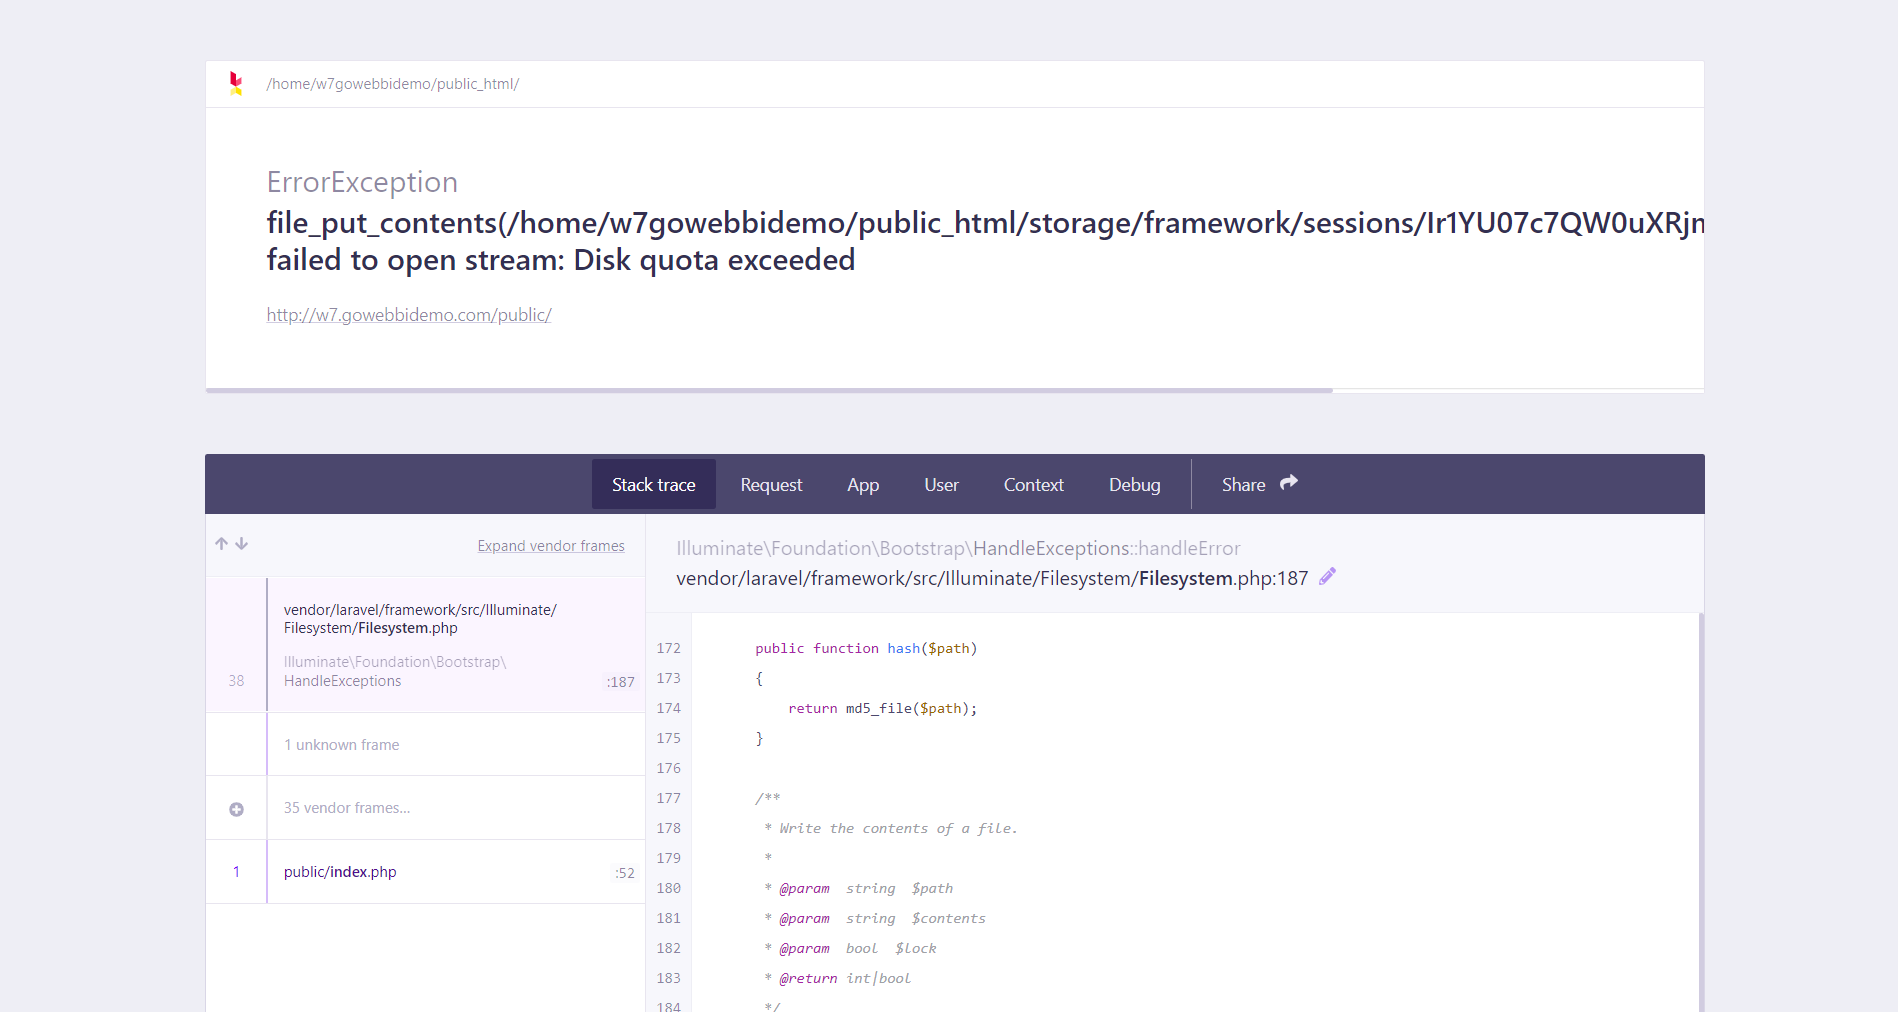 /home/w7gowebbidemo/public_html/
ErrorException
file_put_contents(/home/w7gowebbidemo/public_html/storage/framework/sessions/Ir1YU07c7QW0uXRjn
failed to open stream: Disk quota exceeded
http://w7.gowebbidemo.com/public/
Stack trace Request App User Context Debug Share
Expand vendor frames
vendor/laravel/framework/src/Illuminate/
Filesystem/Filesystem.php
Illuminate\Foundation\Bootstrap\
38 HandleExceptions :187
1 unknown frame
35 vendor frames…
1 public/index.php :52
Illuminate\Foundation\Bootstrap\HandleExceptions::handleError
vendor/laravel/framework/src/Illuminate/Filesystem/Filesystem.php:187
172 public function hash($path)
173 {
174 return md5_file($path);
175 }
176
177 /**
178 * Write the contents of a file.
179 *
180 * @param string $path
181 * @param string $contents
182 * @param bool $lock
183 * @return int|bool
184 */